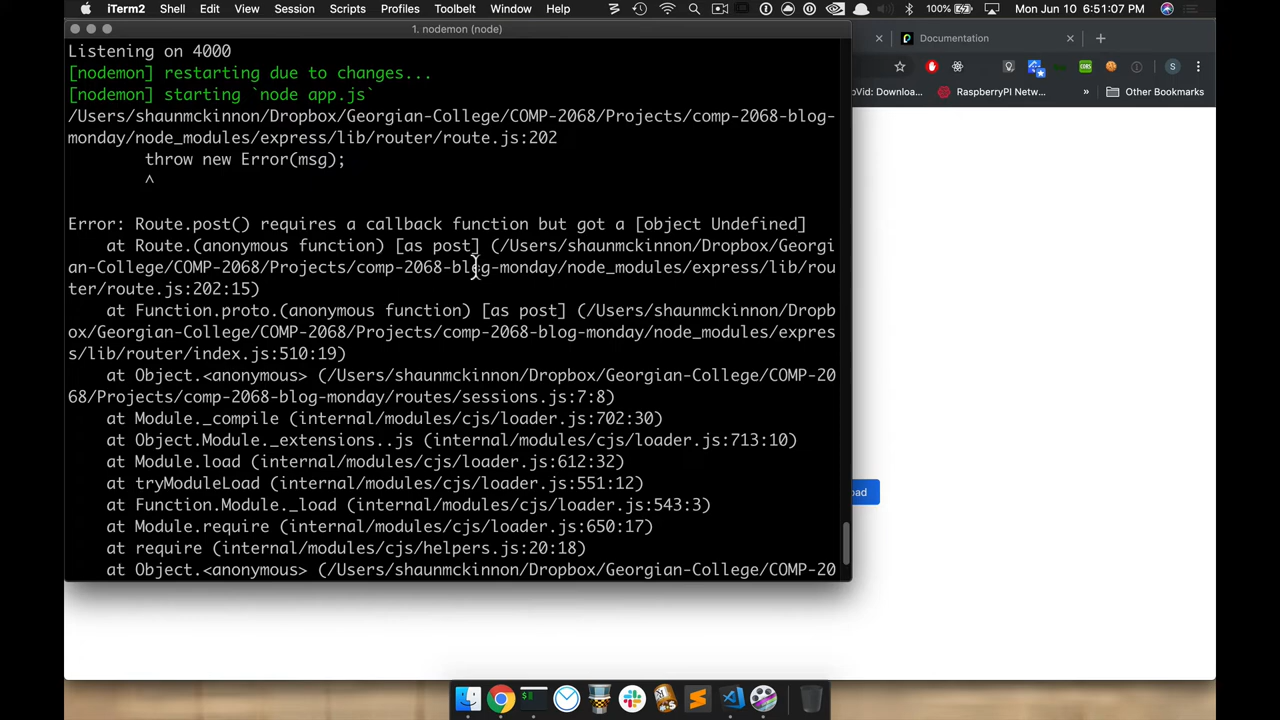 iTerm2 Shell Edit View Session Scripts Profiles Toolbelt Window Help 100% Mon Jun 10 6:51:07 PM
1. nodemon (node)
Documentation
Listening on 4000
[nodemon] restarting due to changes...
[nodemon] starting `node app.js`
/Users/shaunmckinnon/Dropbox/Georgian-College/COMP-2068/Projects/comp-2068-blog-
monday/node_modules/express/lib/router/route.js:202
throw new Error(msg);
^
Error: Route.post() requires a callback function but got a [object Undefined]
at Route.(anonymous function) [as post] (/Users/shaunmckinnon/Dropbox/Georgi
an-College/COMP-2068/Projects/comp-2068-blog-monday/node_modules/express/lib/rou
ter/route.js:202:15)
at Function.proto.(anonymous function) [as post] (/Users/shaunmckinnon/Dropb
ox/Georgian-College/COMP-2068/Projects/comp-2068-blog-monday/node_modules/expres
s/lib/router/index.js:510:19)
at Object.<anonymous> (/Users/shaunmckinnon/Dropbox/Georgian-College/COMP-20
68/Projects/comp-2068-blog-monday/routes/sessions.js:7:8)
at Module._compile (internal/modules/cjs/loader.js:702:30)
at Object.Module._extensions..js (internal/modules/cjs/loader.js:713:10)
at Module.load (internal/modules/cjs/loader.js:612:32)
at tryModuleLoad (internal/modules/cjs/loader.js:551:12)
at Function.Module._load (internal/modules/cjs/loader.js:543:3)
at Module.require (internal/modules/cjs/loader.js:650:17)
at require (internal/modules/cjs/helpers.js:20:18)
at Object.<anonymous> (/Users/shaunmckinnon/Dropbox/Georgian-College/COMP-20
CORS S
oVid: Downloa... RaspberryPI Netw... » Other Bookmarks
oad